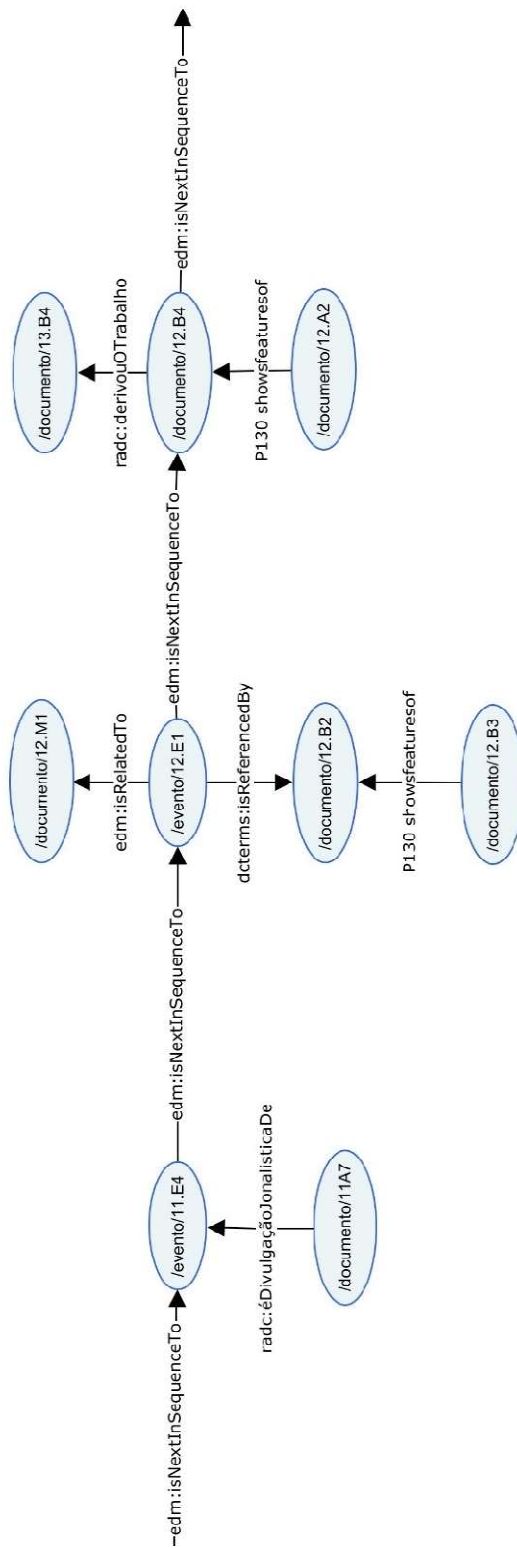 edm:isNextInSequenceTo
/evento/11.E4
radc:éDivulgaçãoJonalisticaDe
/documento/11A7
edm:isNextInSequenceTo
/documento/12.M1
edm:isRelatedTo
/evento/12.E1
dcterms:isReferencedBy
/documento/12.B2
P130 showsfeaturesof
/documento/12.B3
edm:isNextInSequenceTo
/documento/13.B4
radc:derivouOTrabalho
/documento/12.B4
P130 showsfeaturesof
/documento/12.A2
edm:isNextInSequenceTo